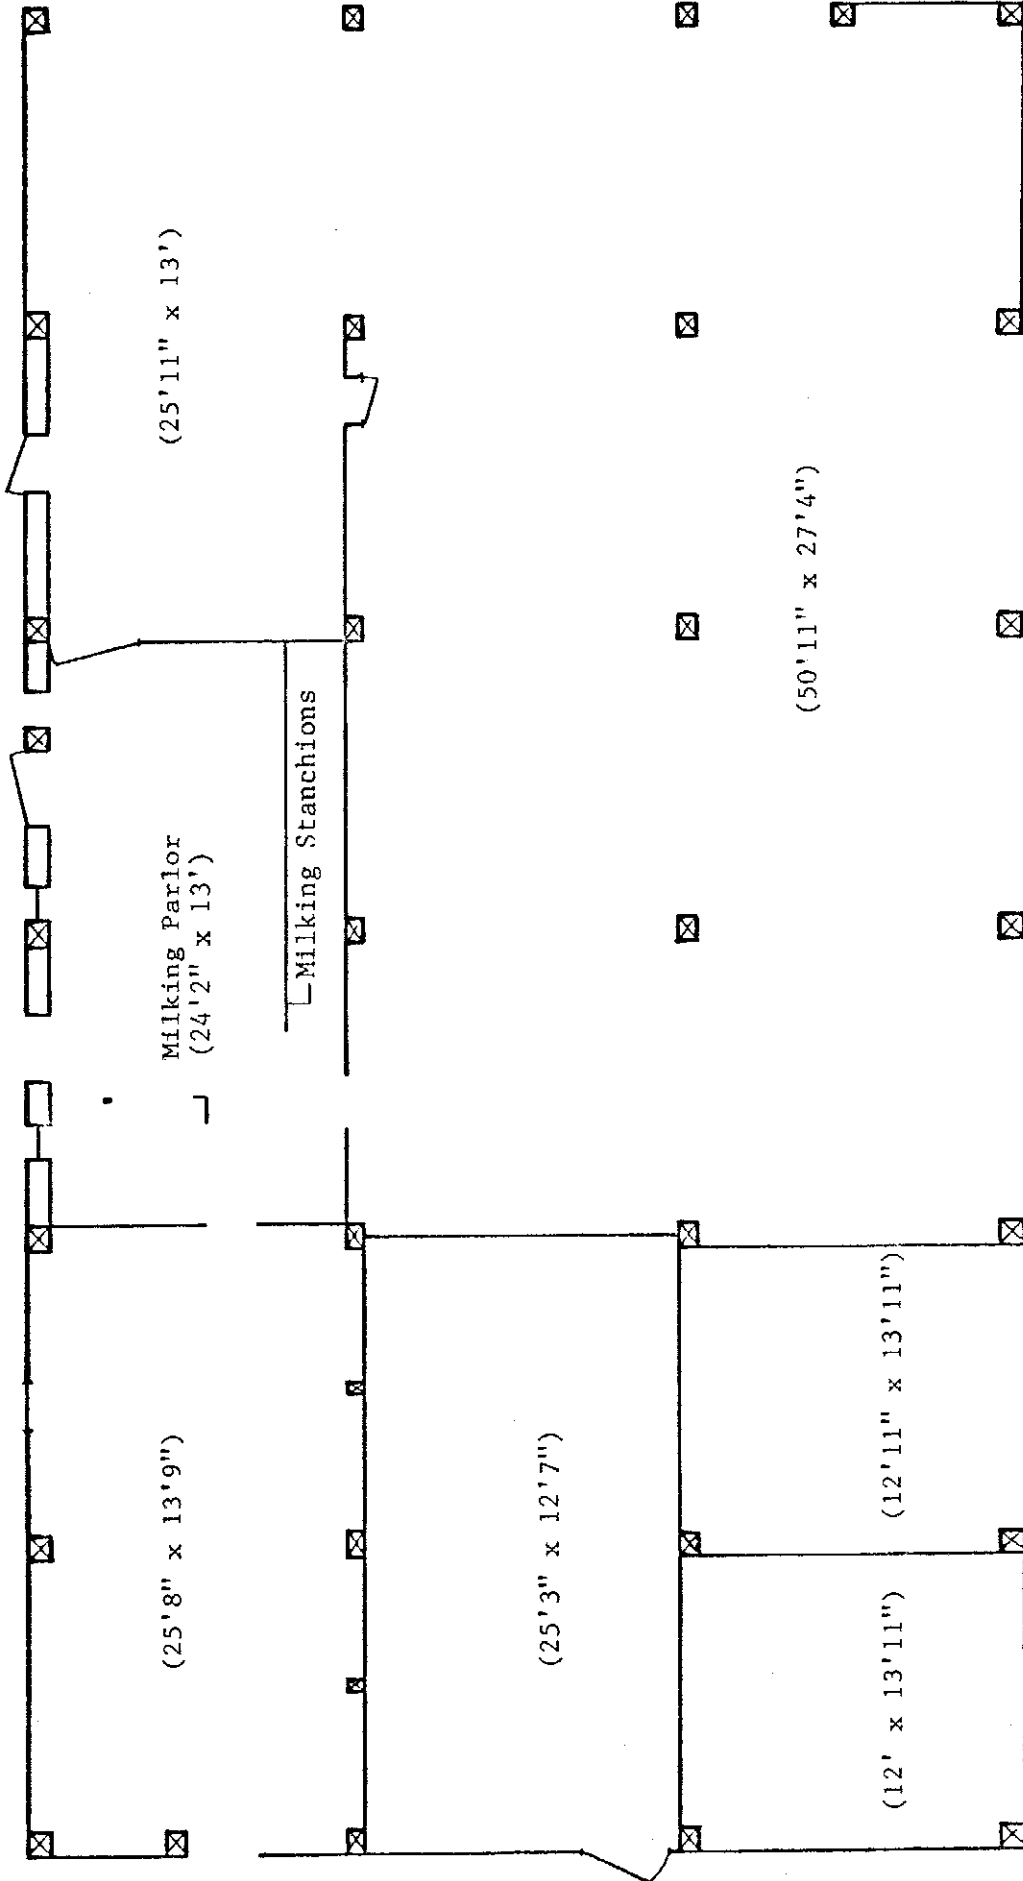 (25'11" x 13')
Milking Parlor
(24'2" x 13')
Milking Stanchions
(50'11" x 27'4")
(25'8" x 13'9")
(25'3" x 12'7")
(12'11" x 13'11")
(12' x 13'11")